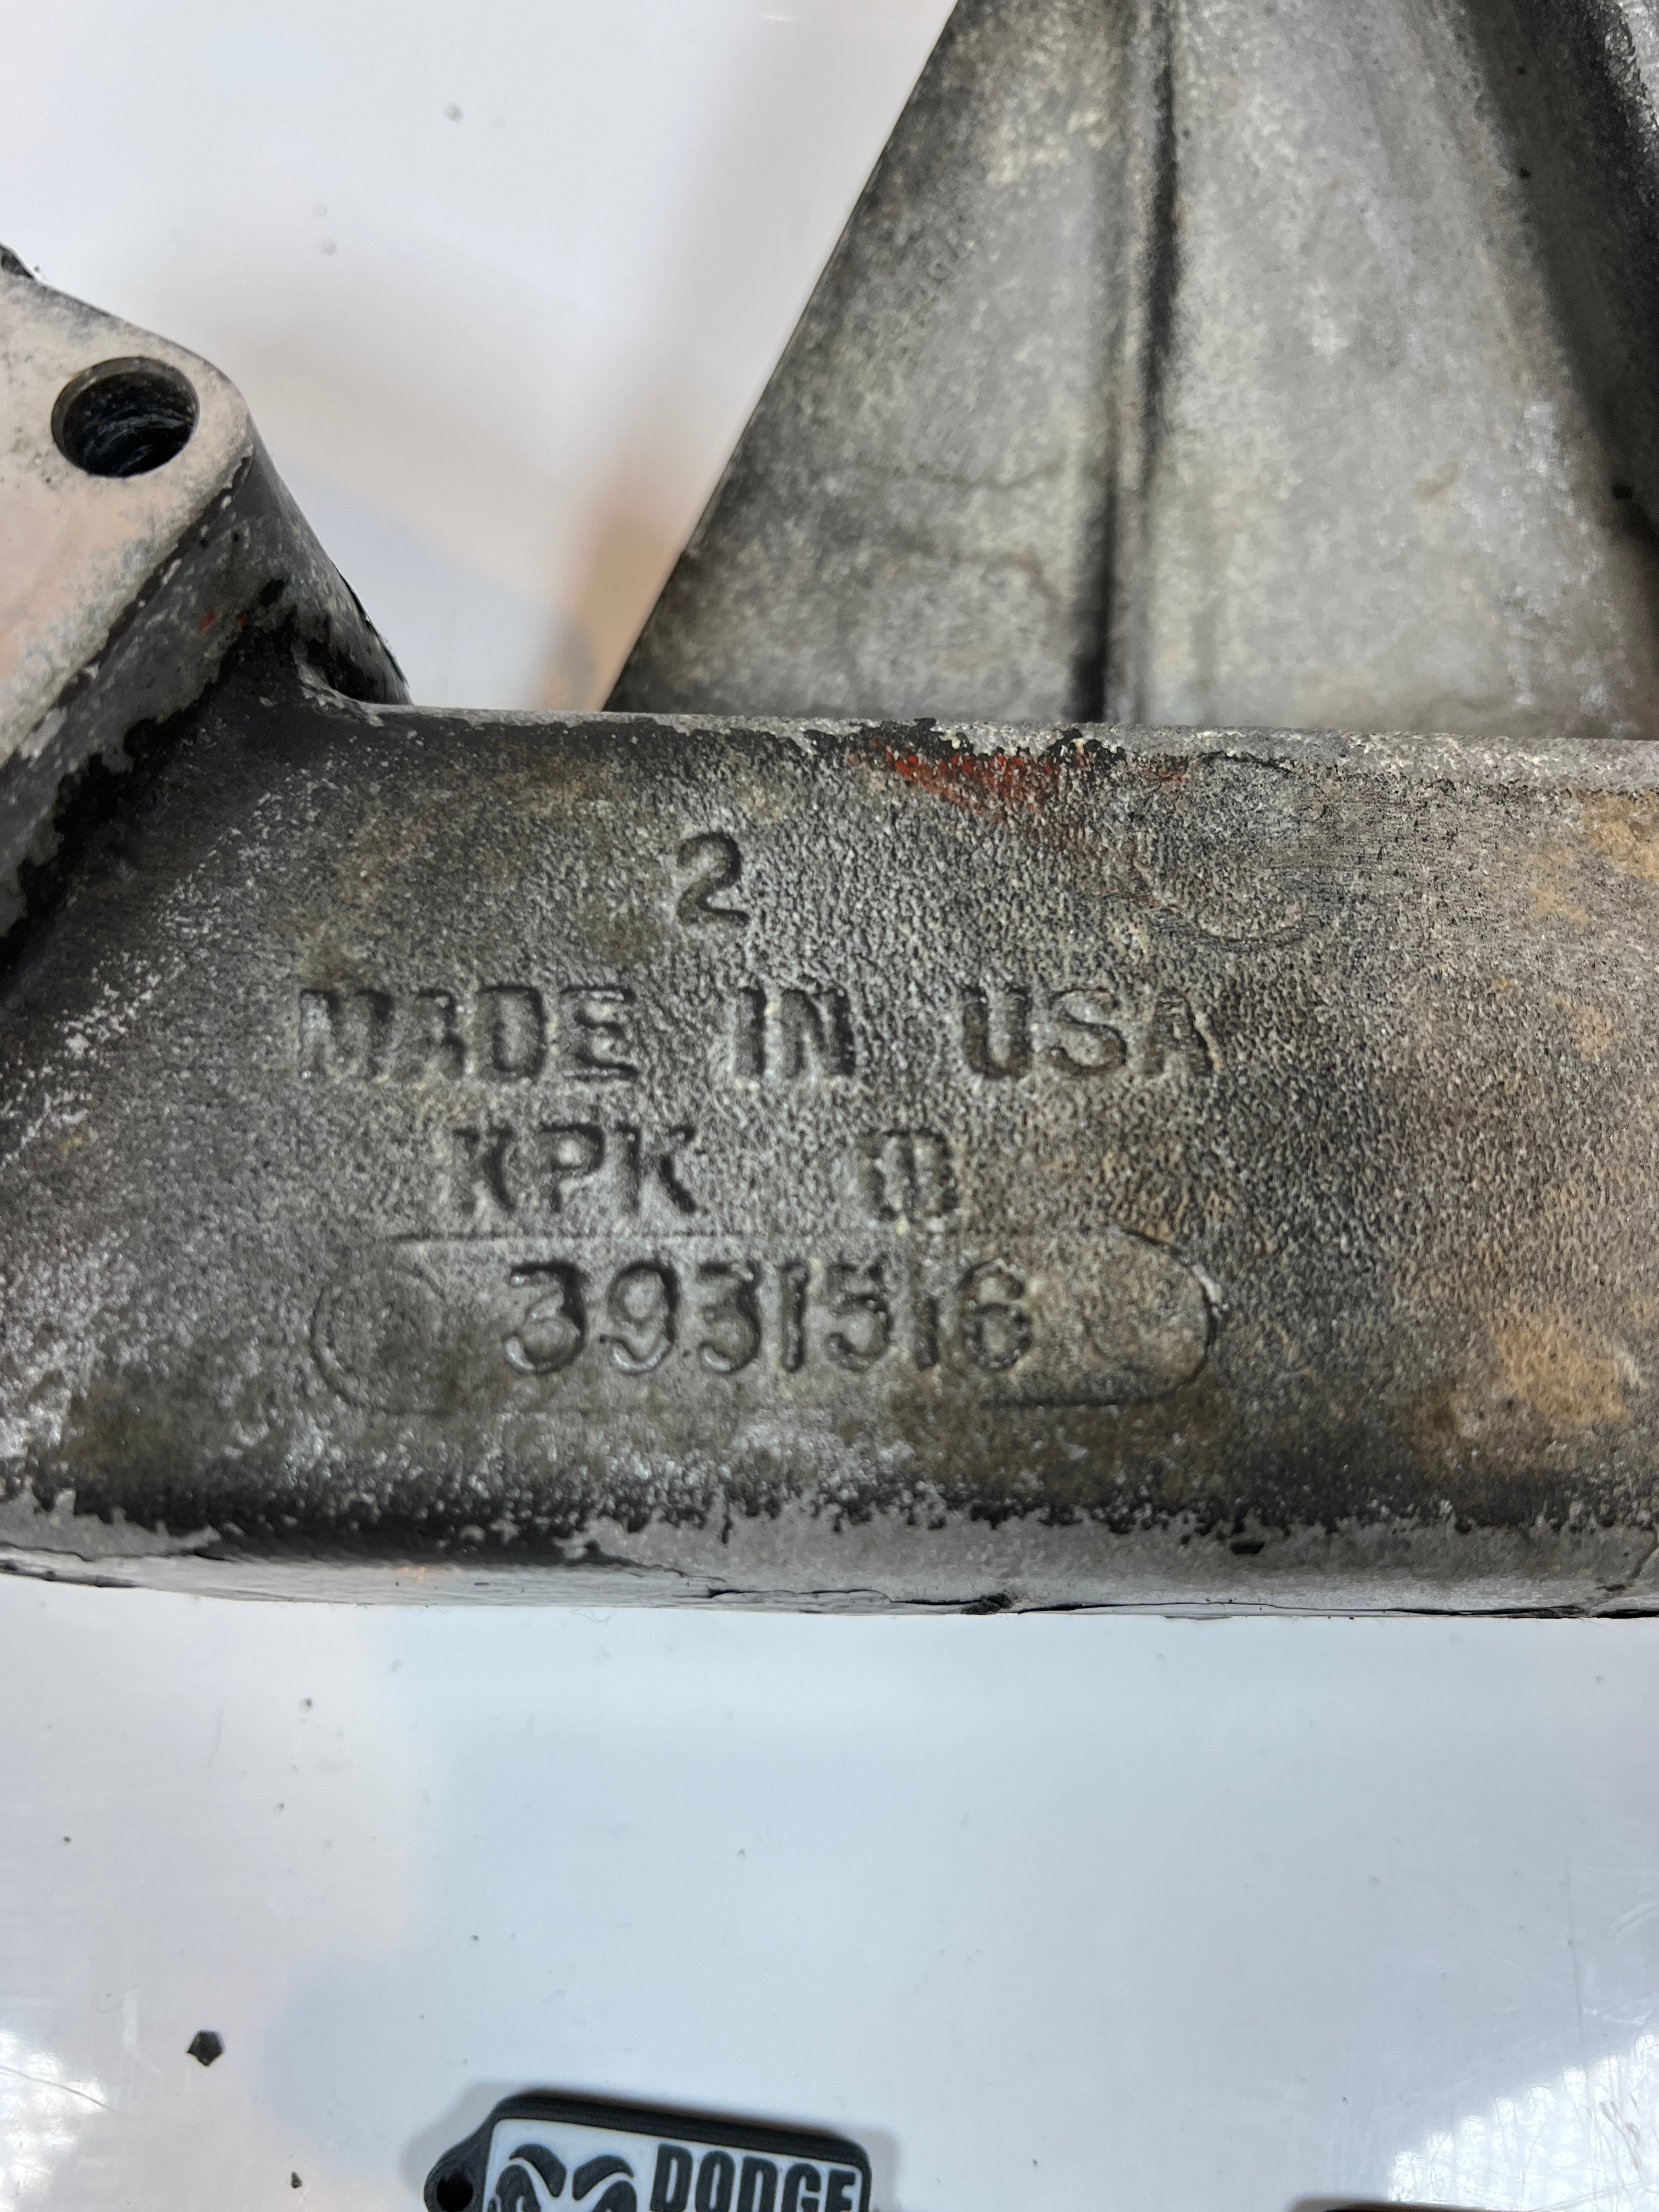 2
MADE IN USA
KPK
3931516
DODGE